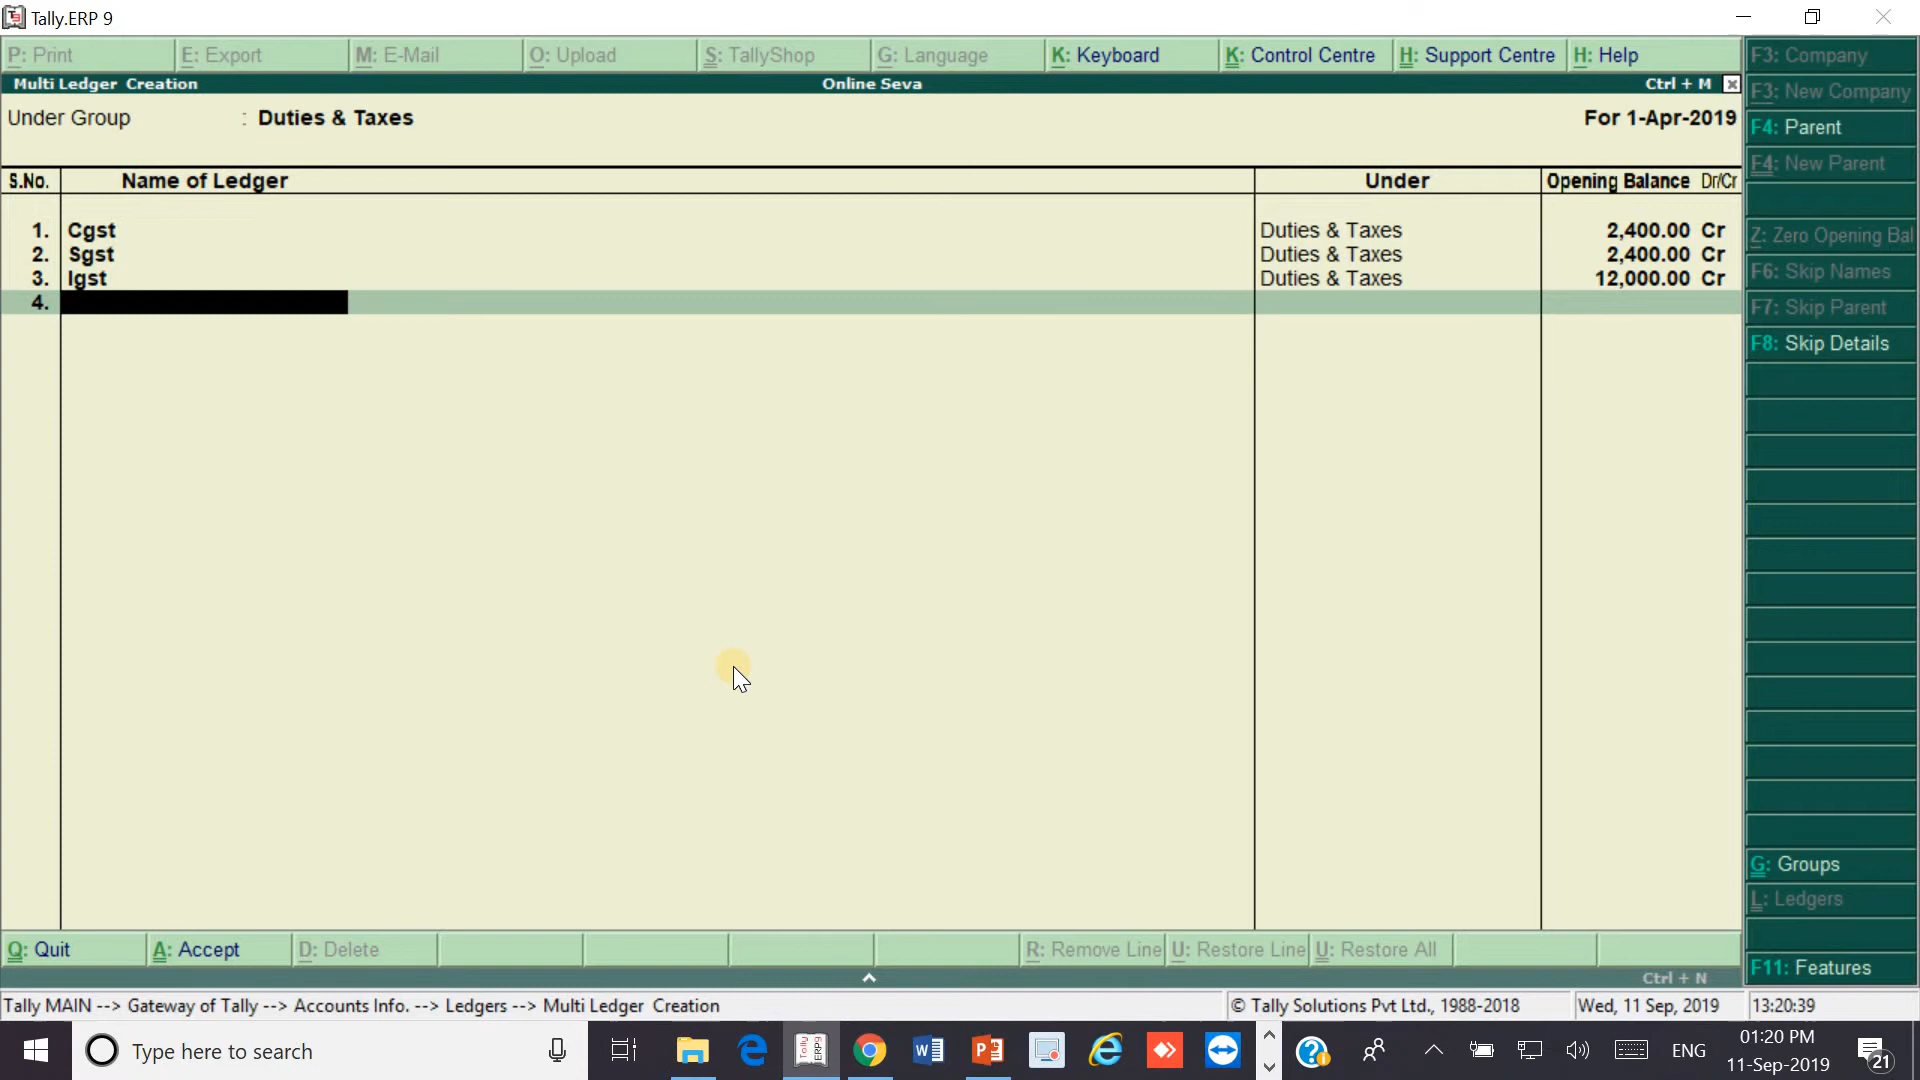 Tally.ERP 9
P: Print E: Export M: E-Mail O: Upload S: TallyShop G: Language K: Keyboard K: Control Centre H: Support Centre H: Help
Multi Ledger Creation Online Seva Ctrl + M
Under Group : Duties & Taxes For 1-Apr-2019
S.No. Name of Ledger Under Opening Balance Dr/Cr
1. Cgst Duties & Taxes 2,400.00 Cr
2. Sgst Duties & Taxes 2,400.00 Cr
3. Igst Duties & Taxes 12,000.00 Cr
4.
F3: Company
F3: New Company
F4: Parent
F4: New Parent
Z: Zero Opening Bal
F6: Skip Names
F7: Skip Parent
F8: Skip Details
G: Groups
L: Ledgers
F11: Features
Q: Quit A: Accept D: Delete R: Remove Line U: Restore Line U: Restore All
Ctrl + N
Tally MAIN --> Gateway of Tally --> Accounts Info. --> Ledgers --> Multi Ledger Creation © Tally Solutions Pvt Ltd., 1988-2018 Wed, 11 Sep, 2019 13:20:39
Type here to search ENG 01:20 PM
11-Sep-2019 21